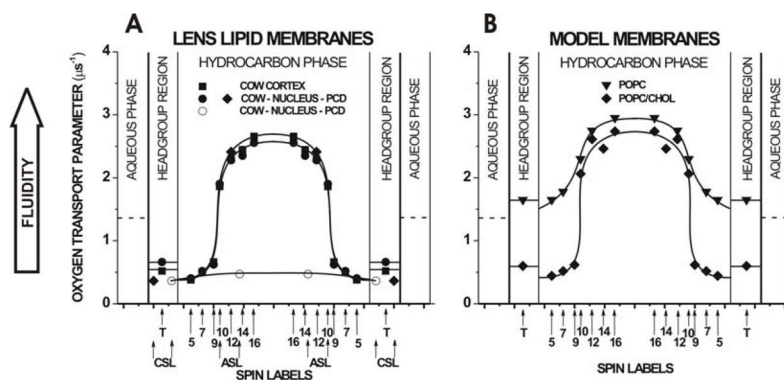 A
LENS LIPID MEMBRANES
HYDROCARBON PHASE
AQUEOUS PHASE
HEADGROUP REGION
COW CORTEX
COW - NUCLEUS - PCD
COW - NUCLEUS - PCD
HEADGROUP REGION
AQUEOUS PHASE
FLUIDITY
OXYGEN TRANSPORT PARAMETER (μs⁻¹)
4
3
2
1
0
T 5 7 9 10 12 14 16 16 14 12 10 9 7 5 T
CSL ASL ASL CSL
SPIN LABELS
B
MODEL MEMBRANES
HYDROCARBON PHASE
AQUEOUS PHASE
HEADGROUP REGION
POPC
POPC/CHOL
HEADGROUP REGION
AQUEOUS PHASE
4
3
2
1
0
T 5 7 9 10 12 14 16 16 14 12 10 9 7 5 T
SPIN LABELS